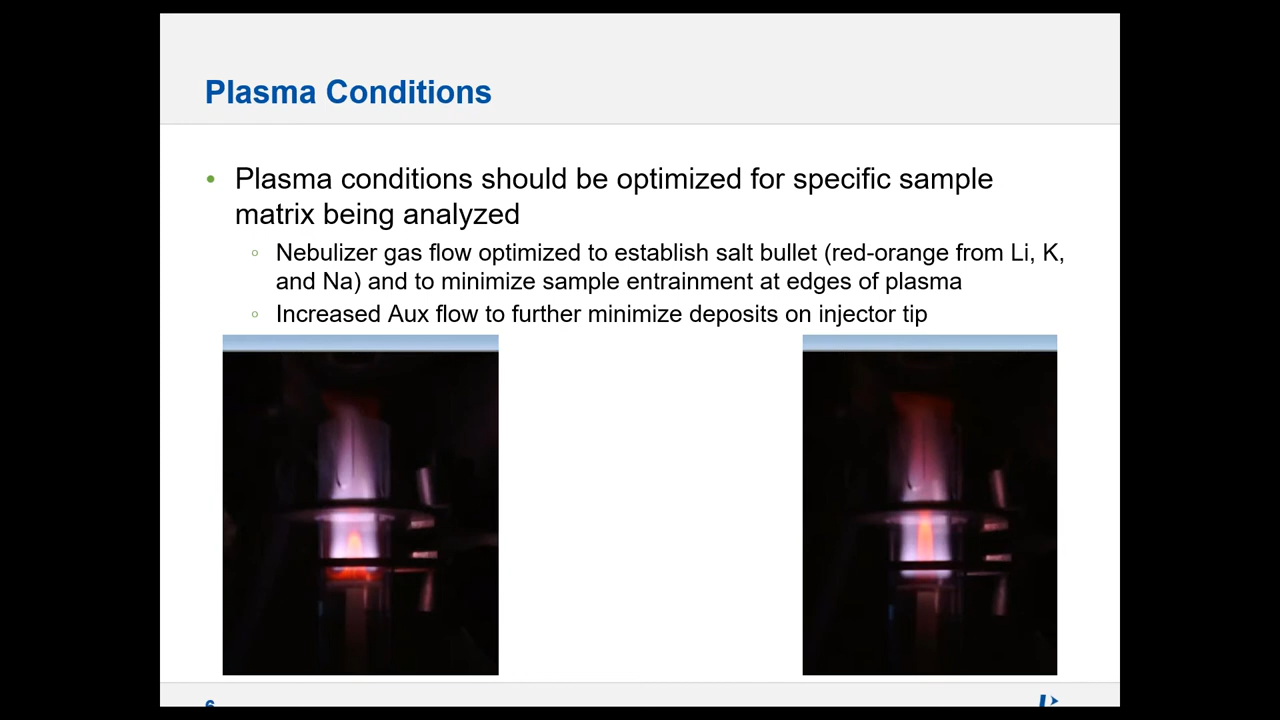 Plasma Conditions
• Plasma conditions should be optimized for specific sample
matrix being analyzed
○ Nebulizer gas flow optimized to establish salt bullet (red-orange from Li, K,
and Na) and to minimize sample entrainment at edges of plasma
○ Increased Aux flow to further minimize deposits on injector tip